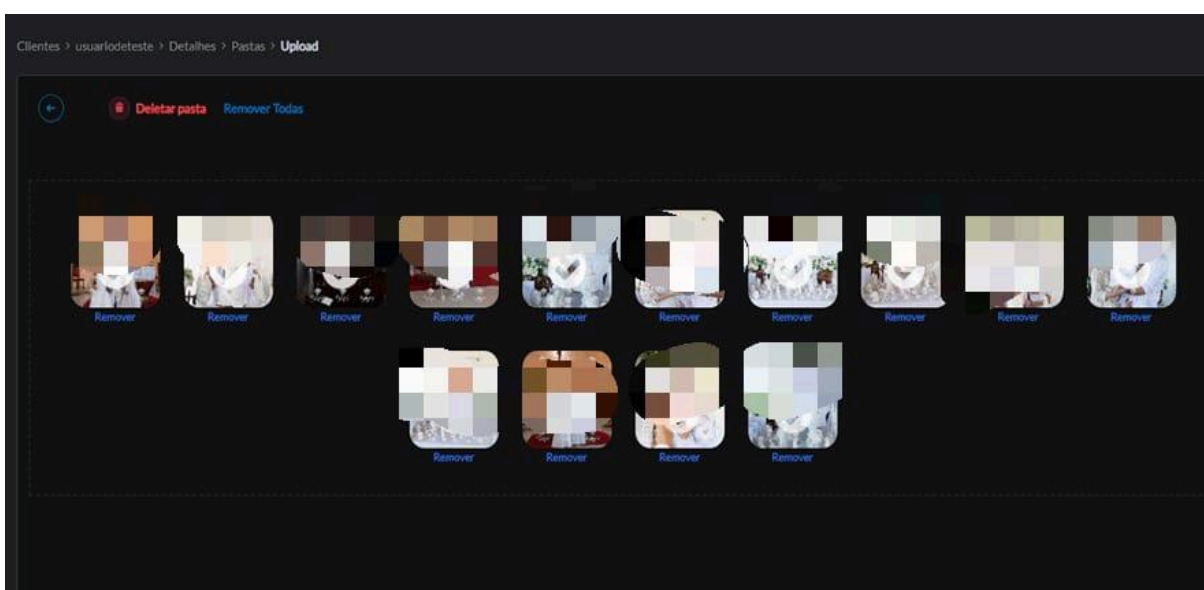 Clientes > usuariodeteste > Detalhes > Pastas > Upload
Deletar pasta Remover Todas
Remover Remover Remover Remover Remover Remover Remover Remover Remover Remover
Remover Remover Remover Remover